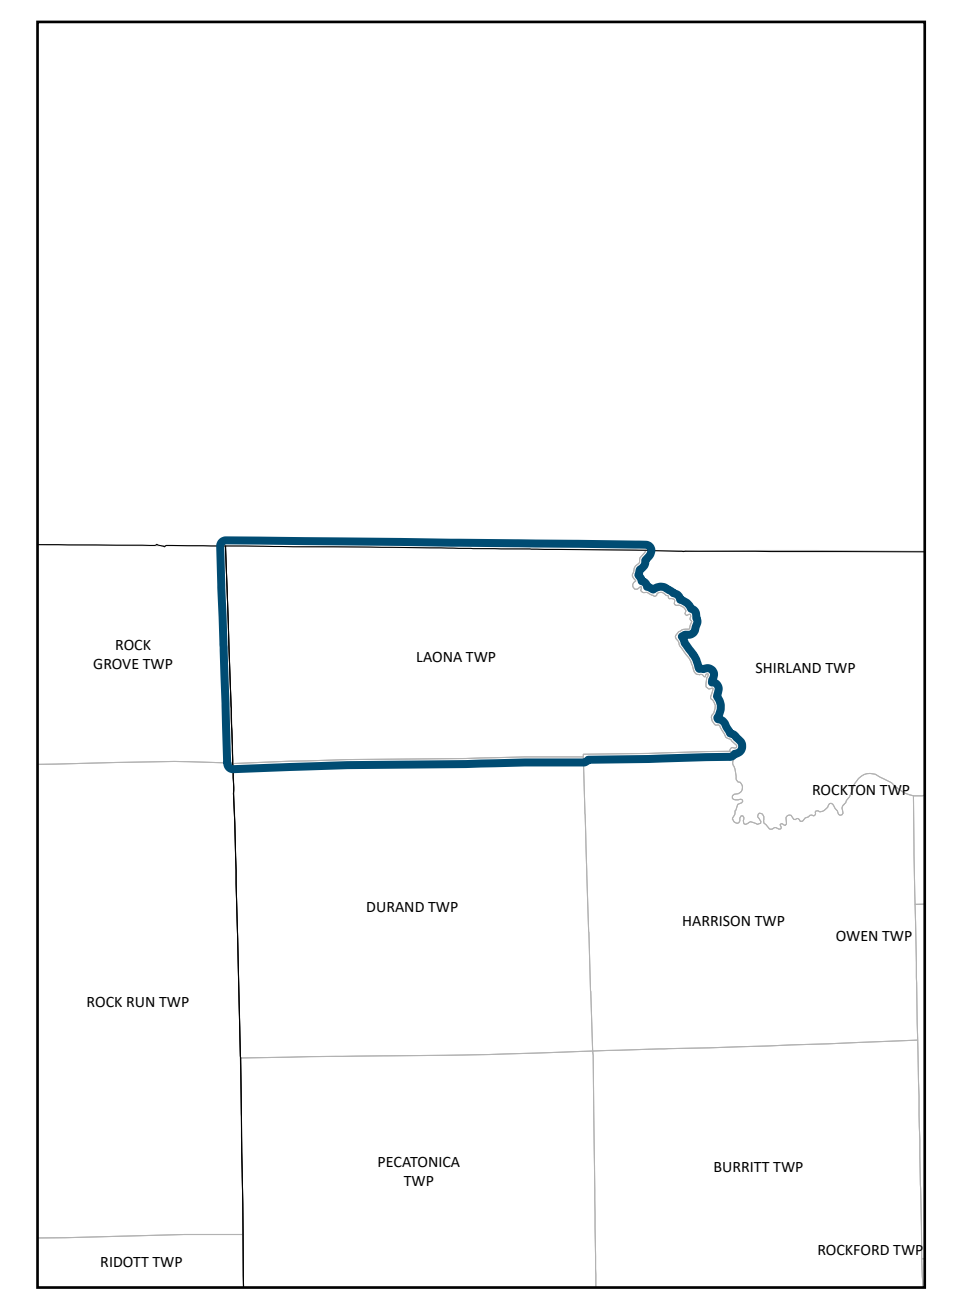 ROCK
GROVE TWP
LAONA TWP
SHIRLAND TWP
ROCKTON TWP
DURAND TWP
HARRISON TWP
OWEN TWP
ROCK RUN TWP
PECATONICA
TWP
BURRITT TWP
ROCKFORD TWP
RIDOTT TWP